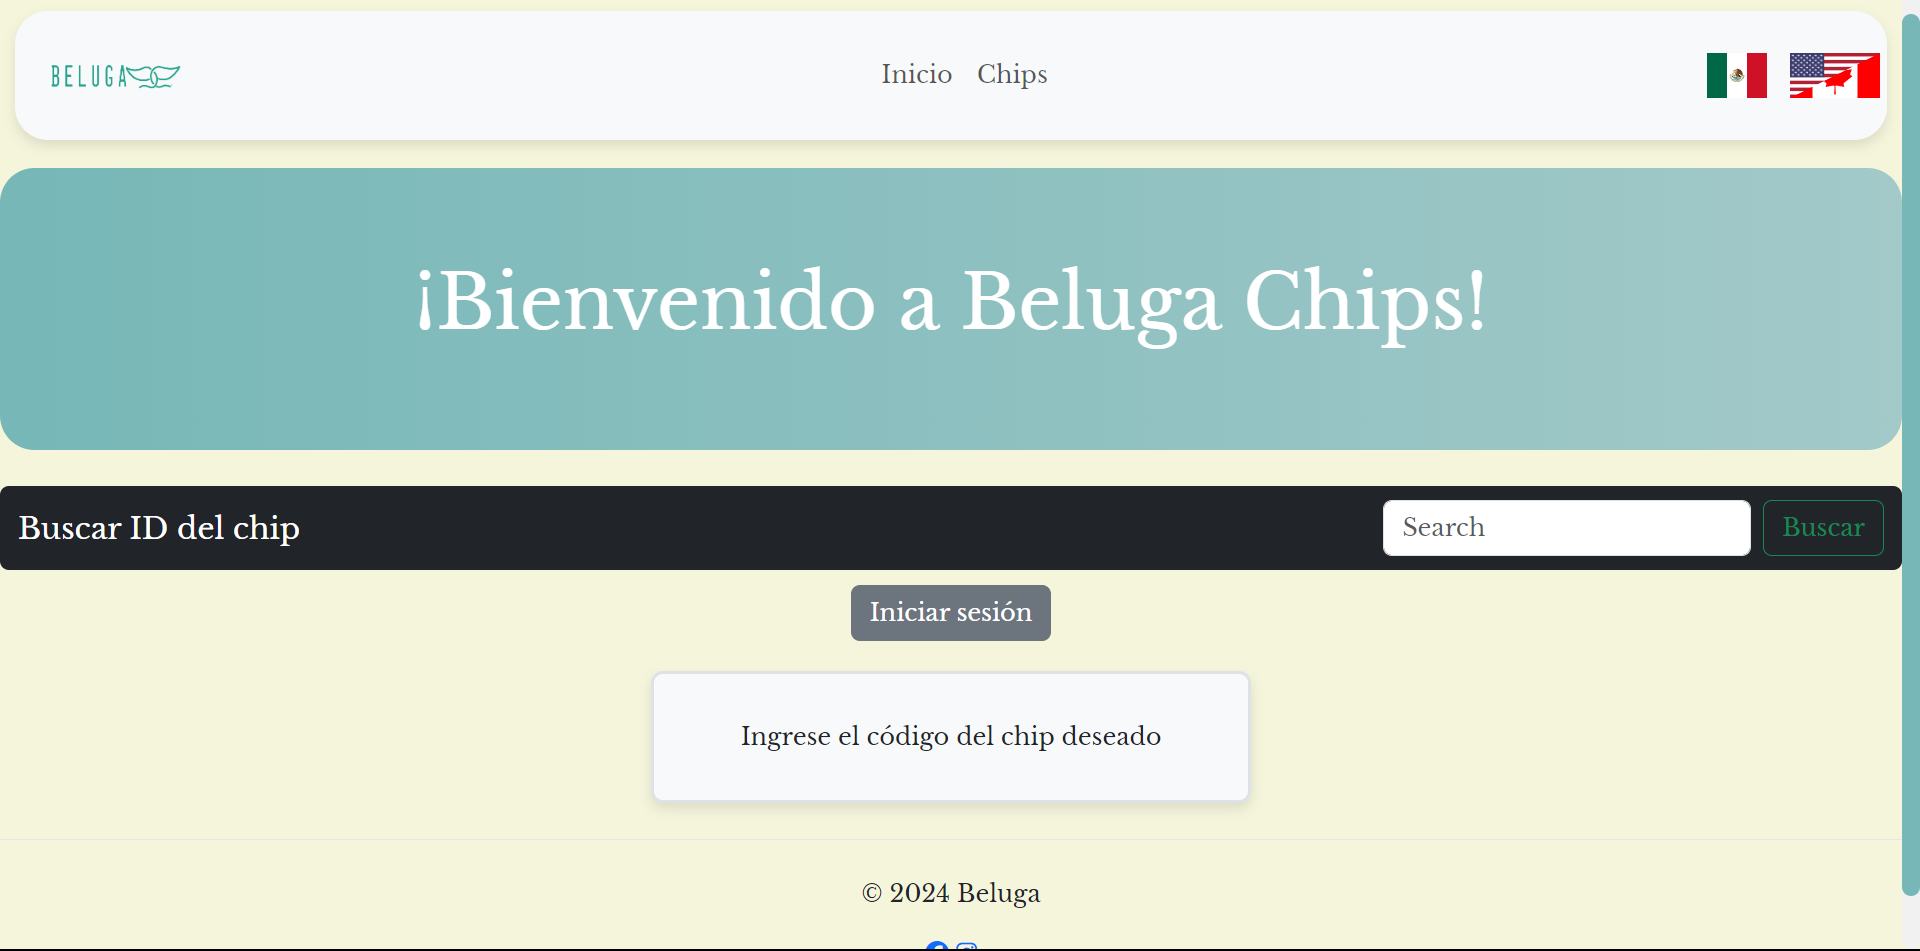 BELUGA
Inicio Chips
¡Bienvenido a Beluga Chips!
Buscar ID del chip
Search
Buscar
Iniciar sesión
Ingrese el código del chip deseado
© 2024 Beluga